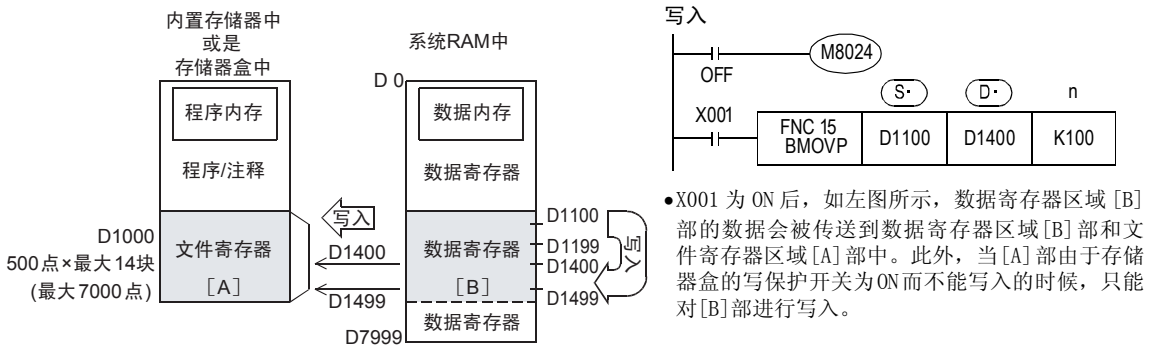 内置存储器中
或是
存储器盒中
程序内存
程序/注释
文件寄存器
[A]
D1000
500点×最大14块
(最大7000点)
写入
D1400
D1499
系统RAM中
D 0
数据内存
数据寄存器
数据寄存器
[B]
数据寄存器
D7999
D1100
D1199
D1400
D1499
写入
写入
M8024
OFF
S·
D·
n
X001
FNC 15
BMOVP
D1100
D1400
K100
•X001 为 ON 后，如左图所示，数据寄存器区域 [B]
部的数据会被传送到数据寄存器区域[B]部和文
件寄存器区域[A]部中。此外，当[A]部由于存储
器盒的写保护开关为ON而不能写入的时候，只能
对[B]部进行写入。